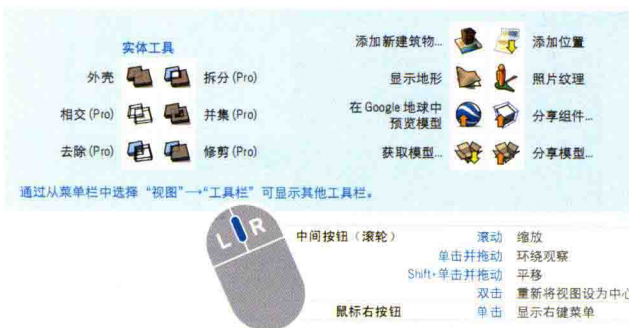 实体工具
外壳 拆分(Pro)
相交(Pro) 并集(Pro)
去除(Pro) 修剪(Pro)
添加新建筑物... 添加位置
显示地形 照片纹理
在 Google 地球中
预览模型 分享组件...
获取模型... 分享模型...
通过从菜单栏中选择“视图”→“工具栏”可显示其他工具栏。
L R
中间按钮(滚轮) 滚动 缩放
单击并拖动 环绕观察
Shift+单击并拖动 平移
双击 重新将视图设为中心
鼠标右按钮 单击 显示右键菜单